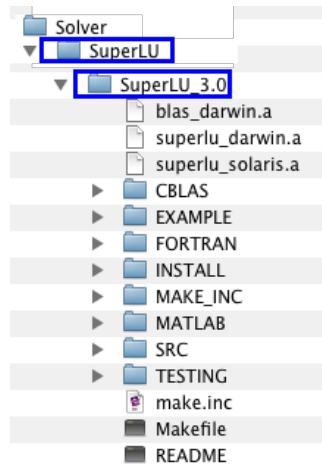 Solver
SuperLU
SuperLU_3.0
blas_darwin.a
superlu_darwin.a
superlu_solaris.a
CBLAS
EXAMPLE
FORTRAN
INSTALL
MAKE_INC
MATLAB
SRC
TESTING
make.inc
Makefile
README